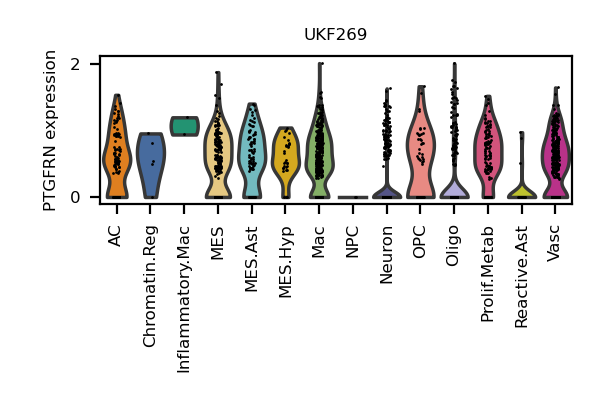 UKF269
PTGFRN expression
2
0
AC
Chromatin.Reg
Inflammatory.Mac
MES
MES.Ast
MES.Hyp
Mac
NPC
Neuron
OPC
Oligo
Prolif.Metab
Reactive.Ast
Vasc